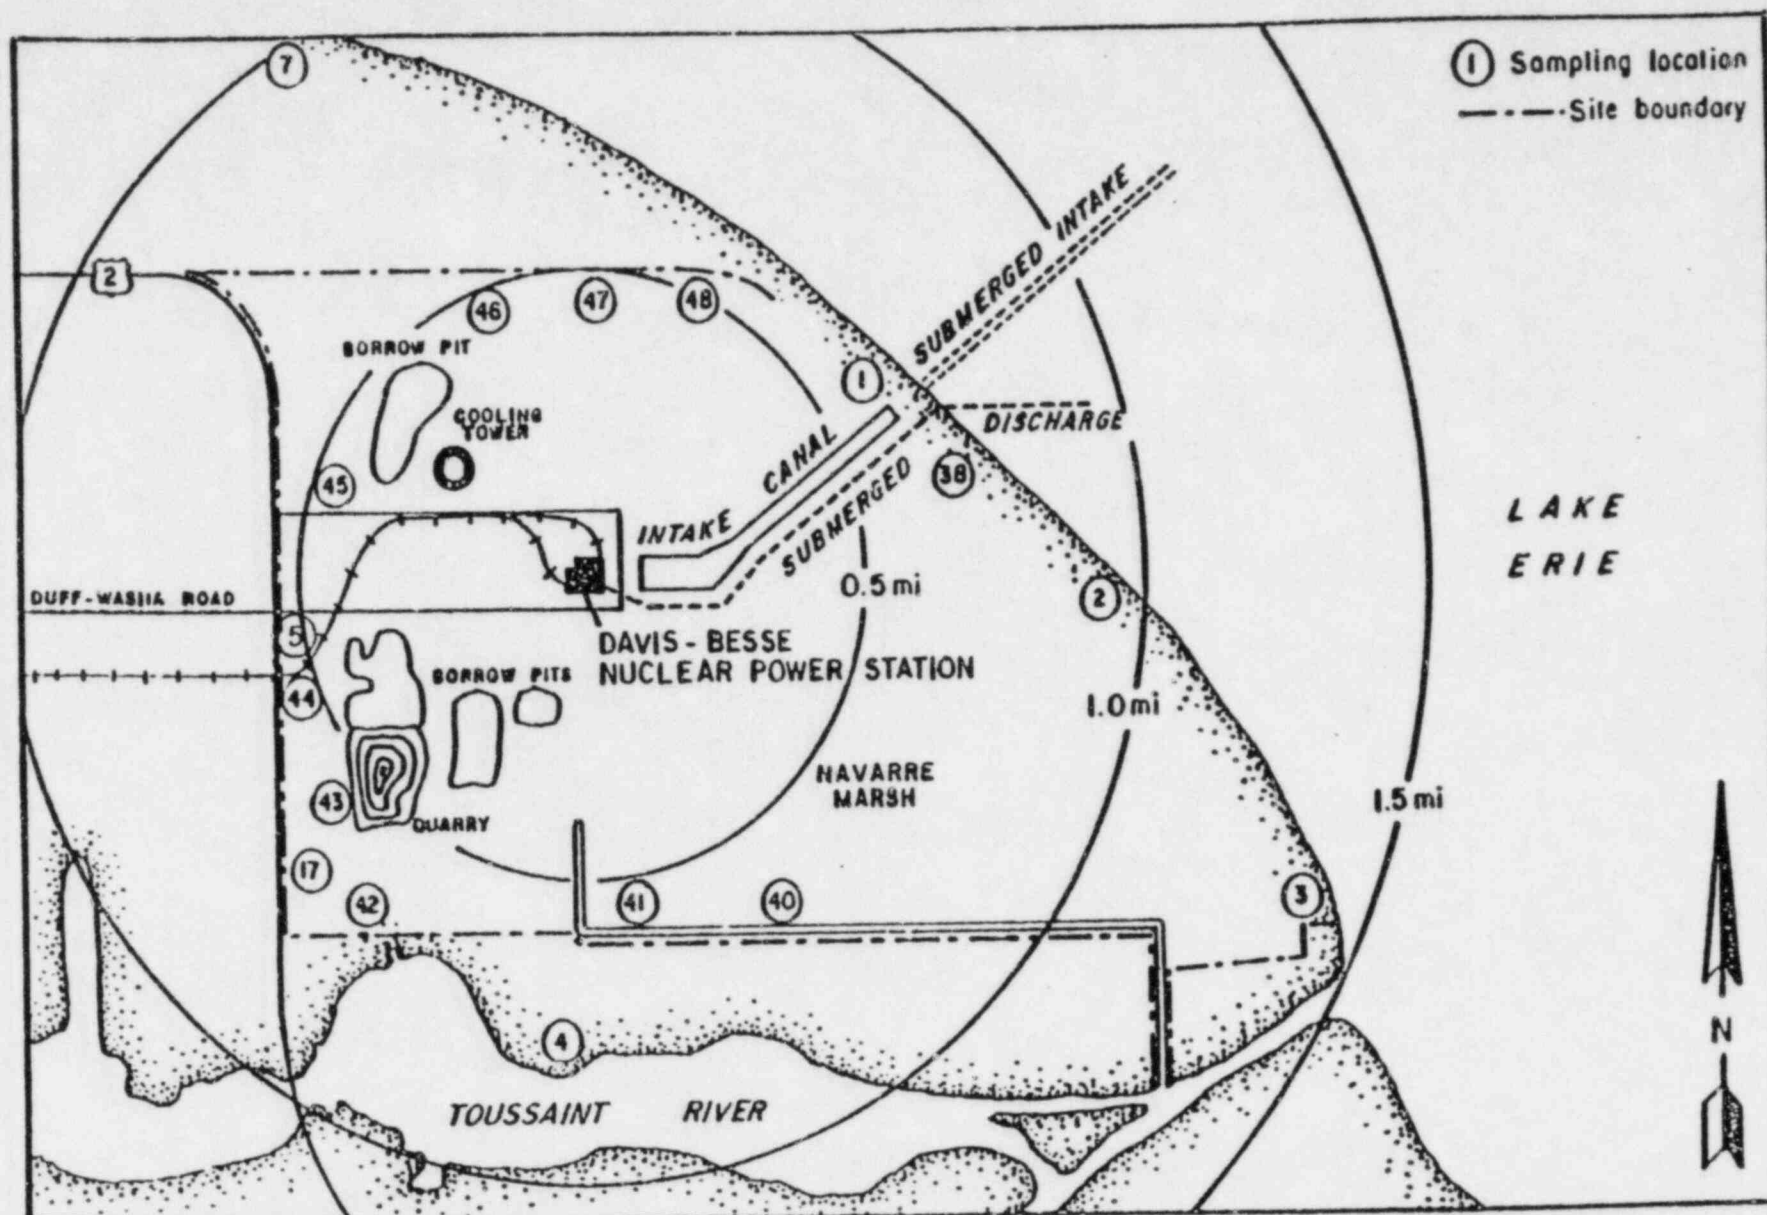 7
1 Sampling location
Site boundary
2
46
47
48
BORROW PIT
SUBMERGED INTAKE
1
COOLING
TOWER
DISCHARGE
CANAL
45
38
INTAKE
SUBMERGED
LAKE
ERIE
0.5 mi
2
DUFF-WASHA ROAD
5
DAVIS-BESSE
NUCLEAR POWER STATION
BORROW PITS
44
1.0 mi
NAVARRE
MARSH
43
1.5 mi
QUARRY
17
42
41
40
3
4
N
TOUSSAINT RIVER